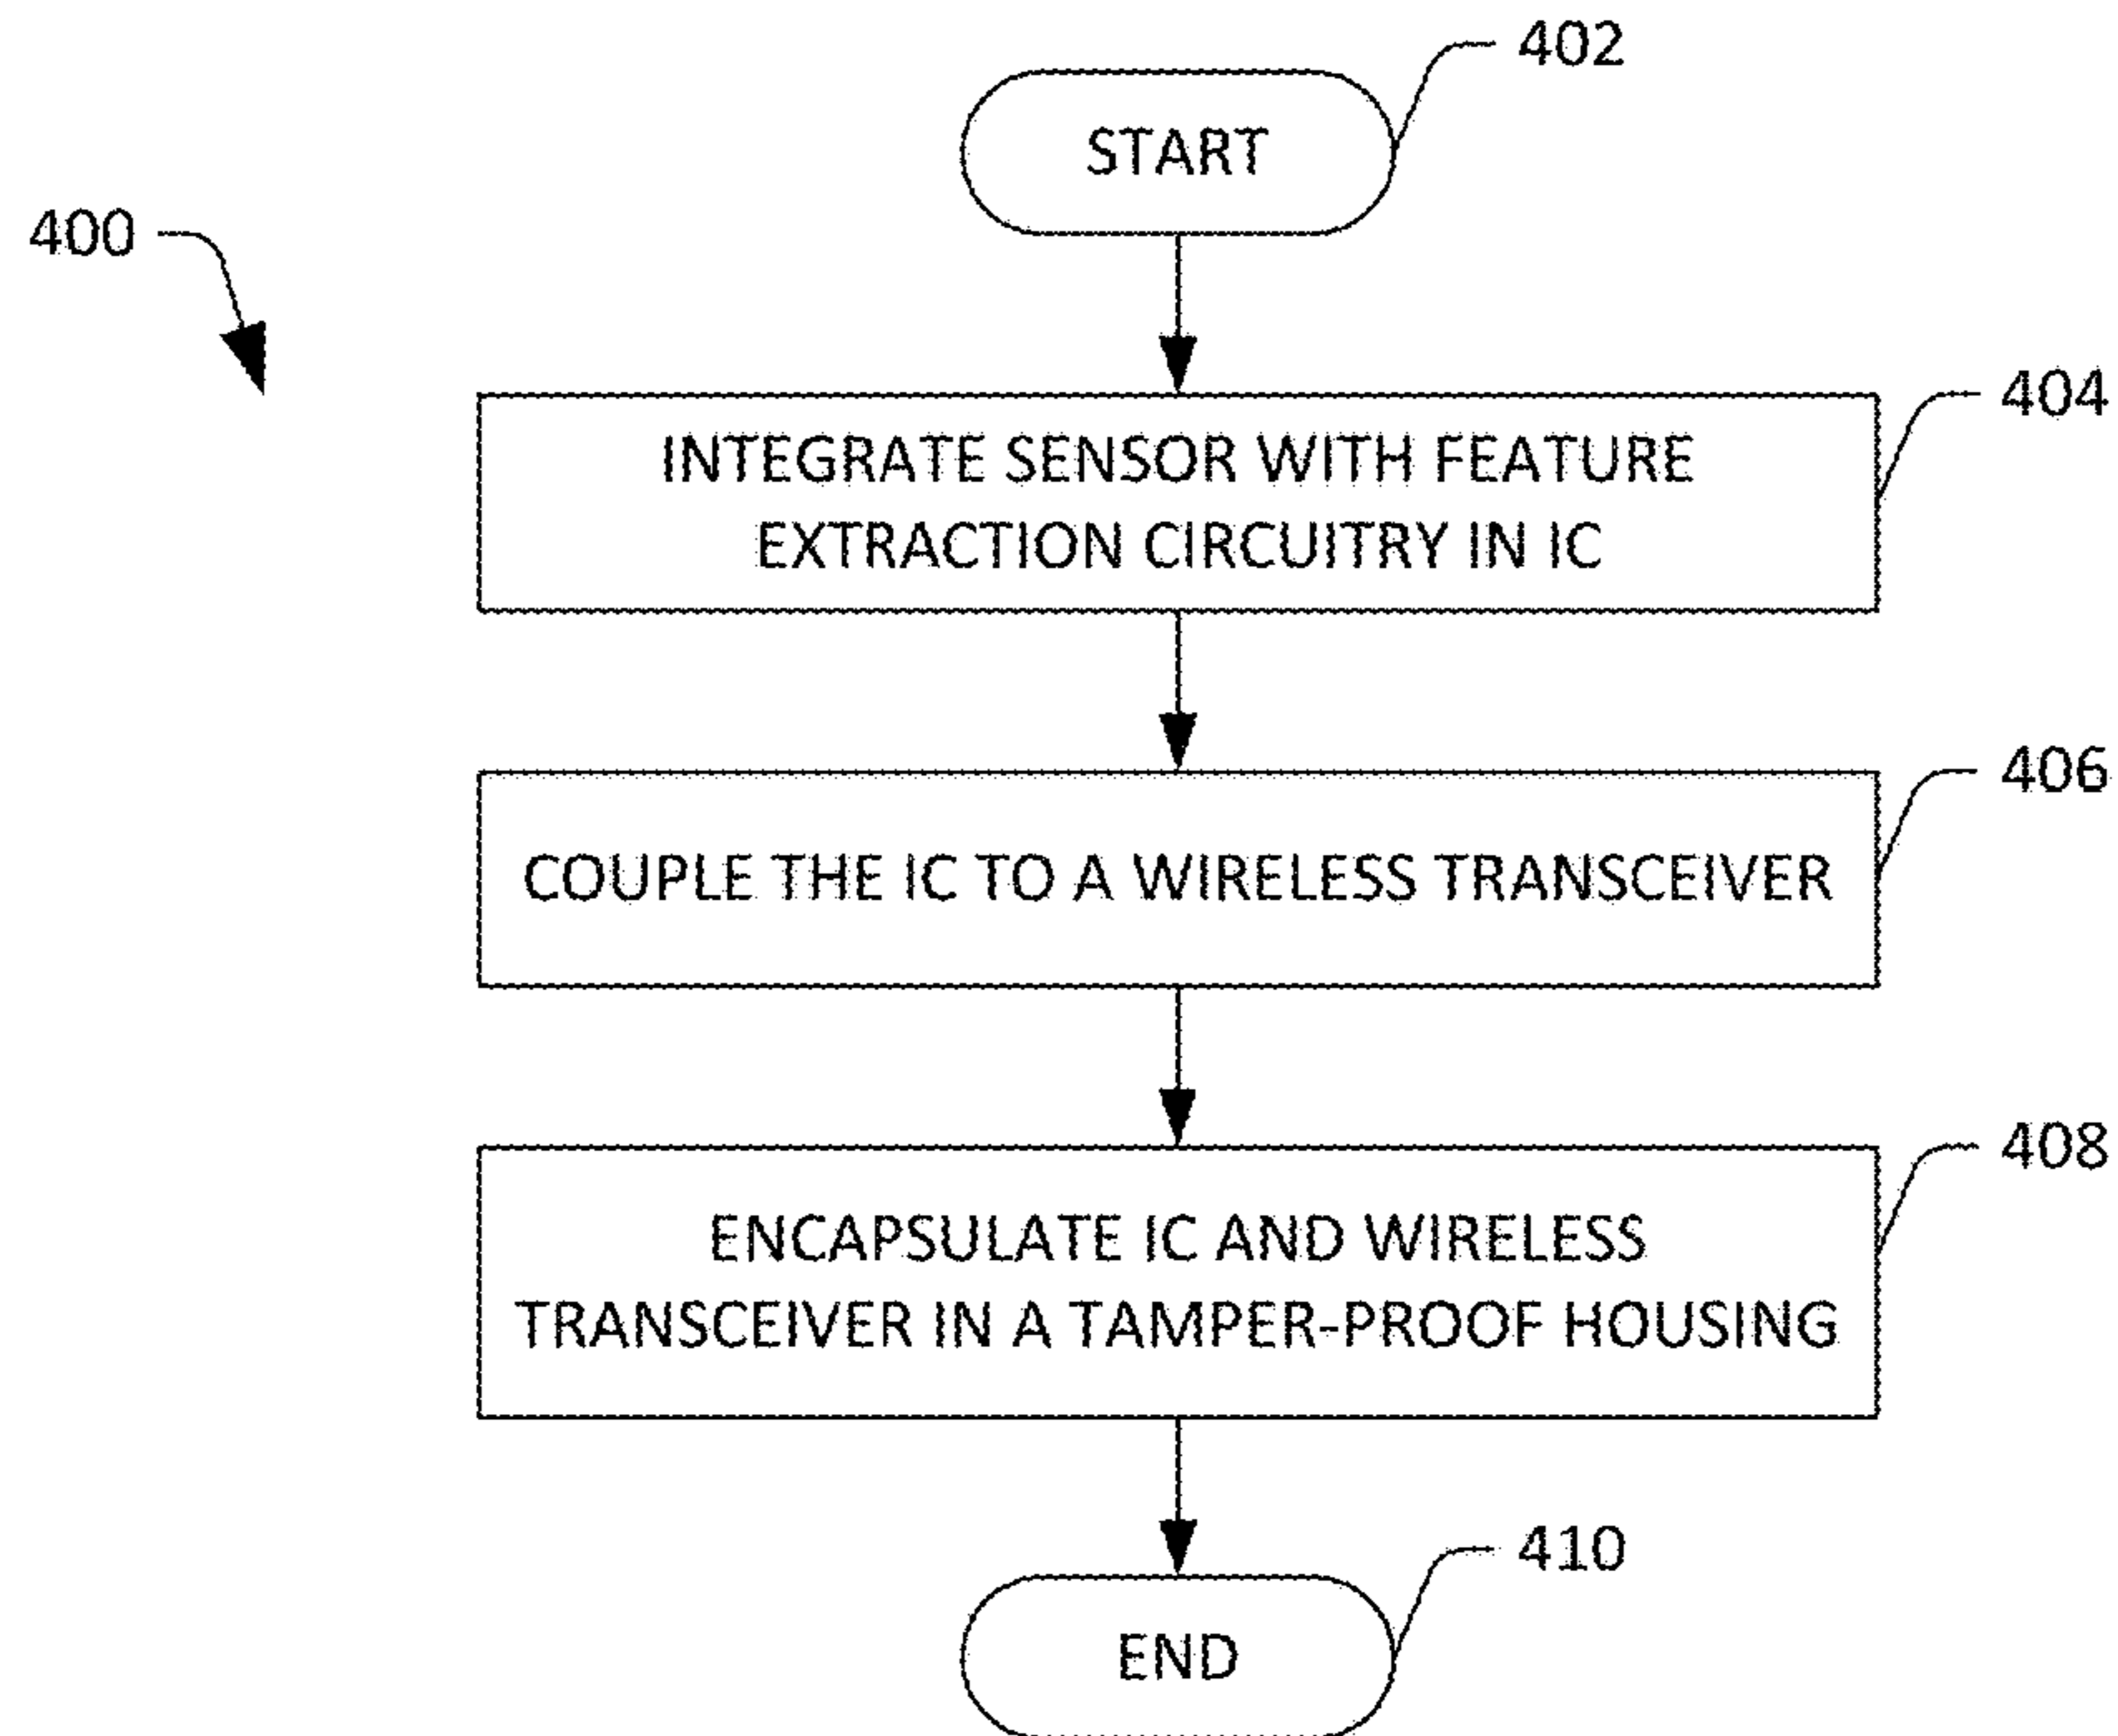 402
START
400
404
INTEGRATE SENSOR WITH FEATURE
EXTRACTION CIRCUITRY IN IC
406
COUPLE THE IC TO A WIRELESS TRANSCEIVER
408
ENCAPSULATE IC AND WIRELESS
TRANSCEIVER IN A TAMPER-PROOF HOUSING
410
END